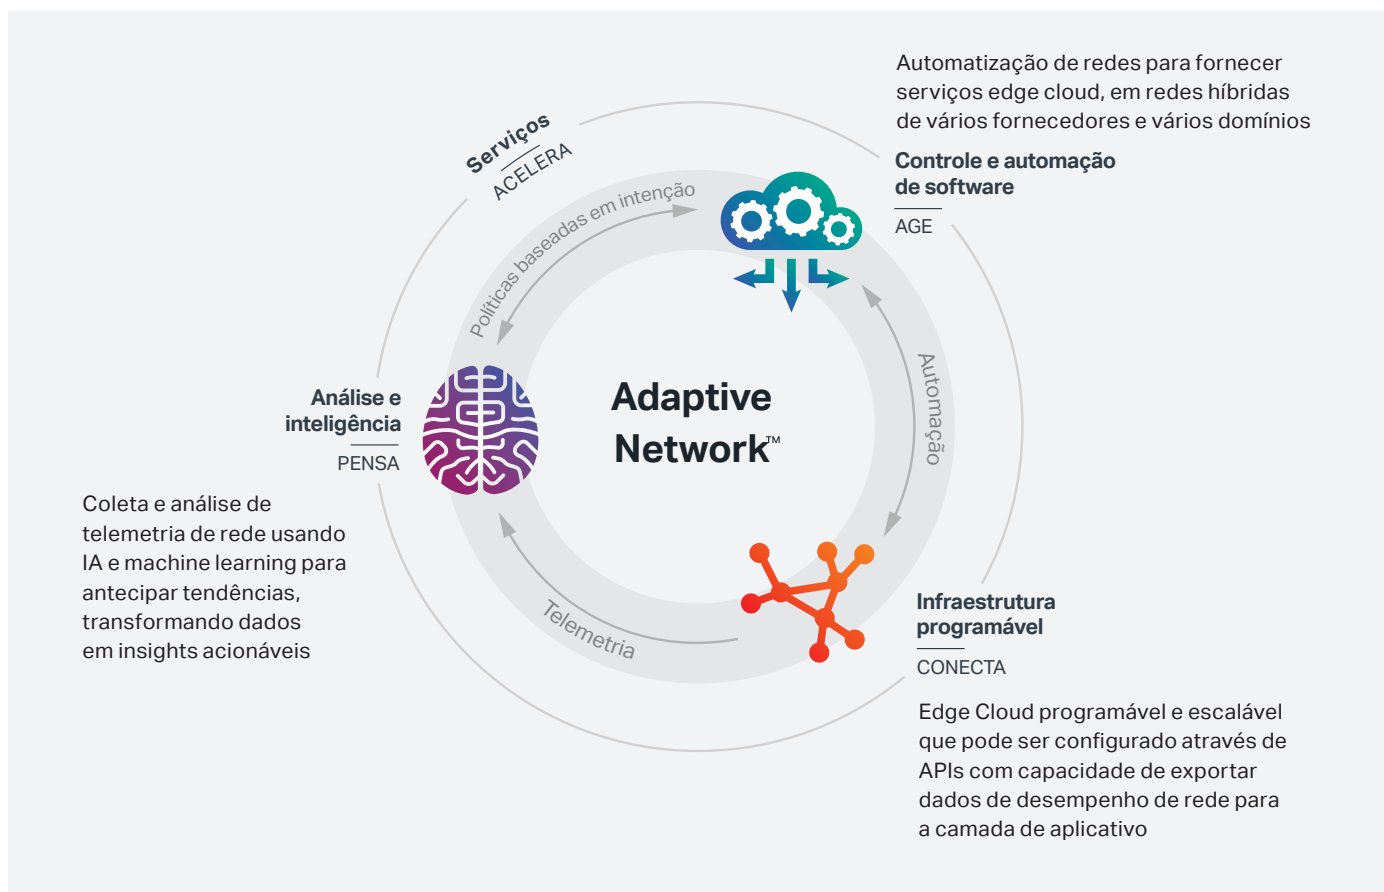 Automatização de redes para fornecer
serviços edge cloud, em redes híbridas
de vários fornecedores e vários domínios
Controle e automação
de software
AGE
Serviços
ACELERA
Políticas baseadas em intenção
Automação
Adaptive
Network™
Análise e
inteligência
PENSA
Coleta e análise de
telemetria de rede usando
IA e machine learning para
antecipar tendências,
transformando dados
em insights acionáveis
Telemetria
Infraestrutura
programável
CONECTA
Edge Cloud programável e escalável
que pode ser configurado através de
APIs com capacidade de exportar
dados de desempenho de rede para
a camada de aplicativo